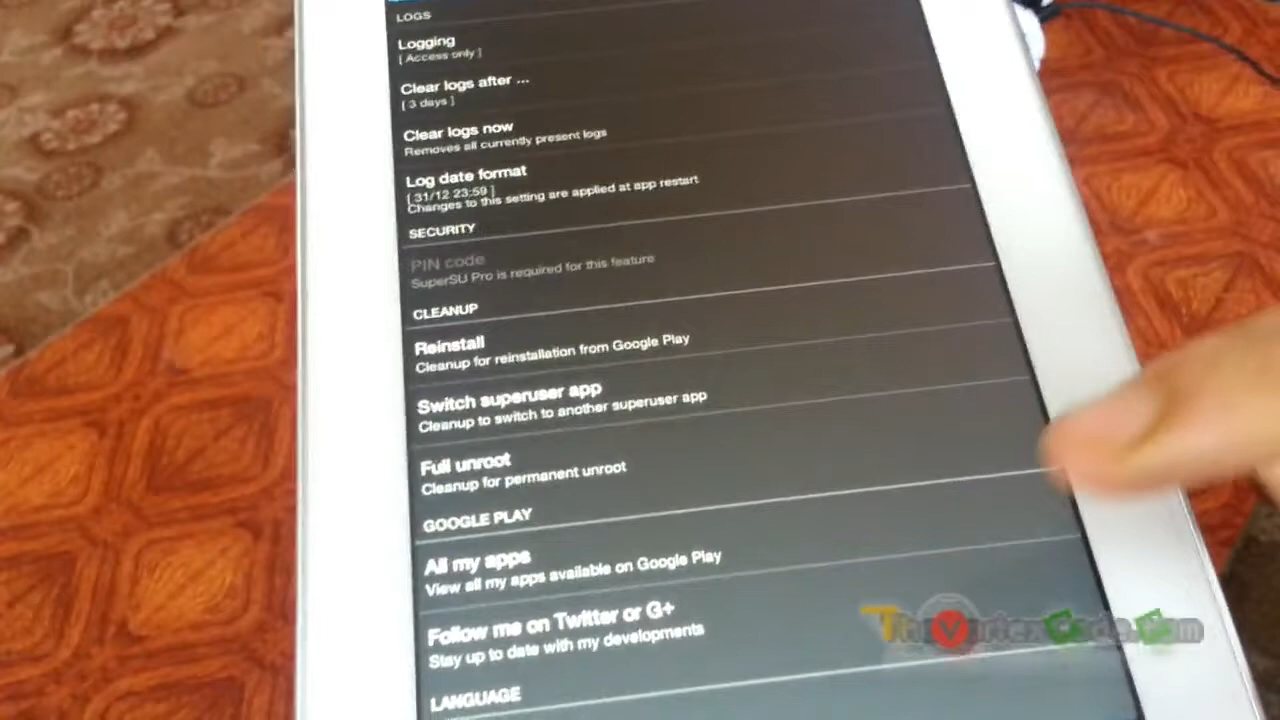 LOGS
Logging
[ Access only ]
Clear logs after ...
[ 3 days ]
Clear logs now
Removes all currently present logs
Log date format
[ 31/12 23:59 ]
Changes to this setting are applied at app restart
SECURITY
PIN code
SuperSU Pro is required for this feature
CLEANUP
Reinstall
Cleanup for reinstallation from Google Play
Switch superuser app
Cleanup to switch to another superuser app
Full unroot
Cleanup for permanent unroot
GOOGLE PLAY
All my apps
View all my apps available on Google Play
Follow me on Twitter or G+
Stay up to date with my developments
TheVortexCode.Com
LANGUAGE